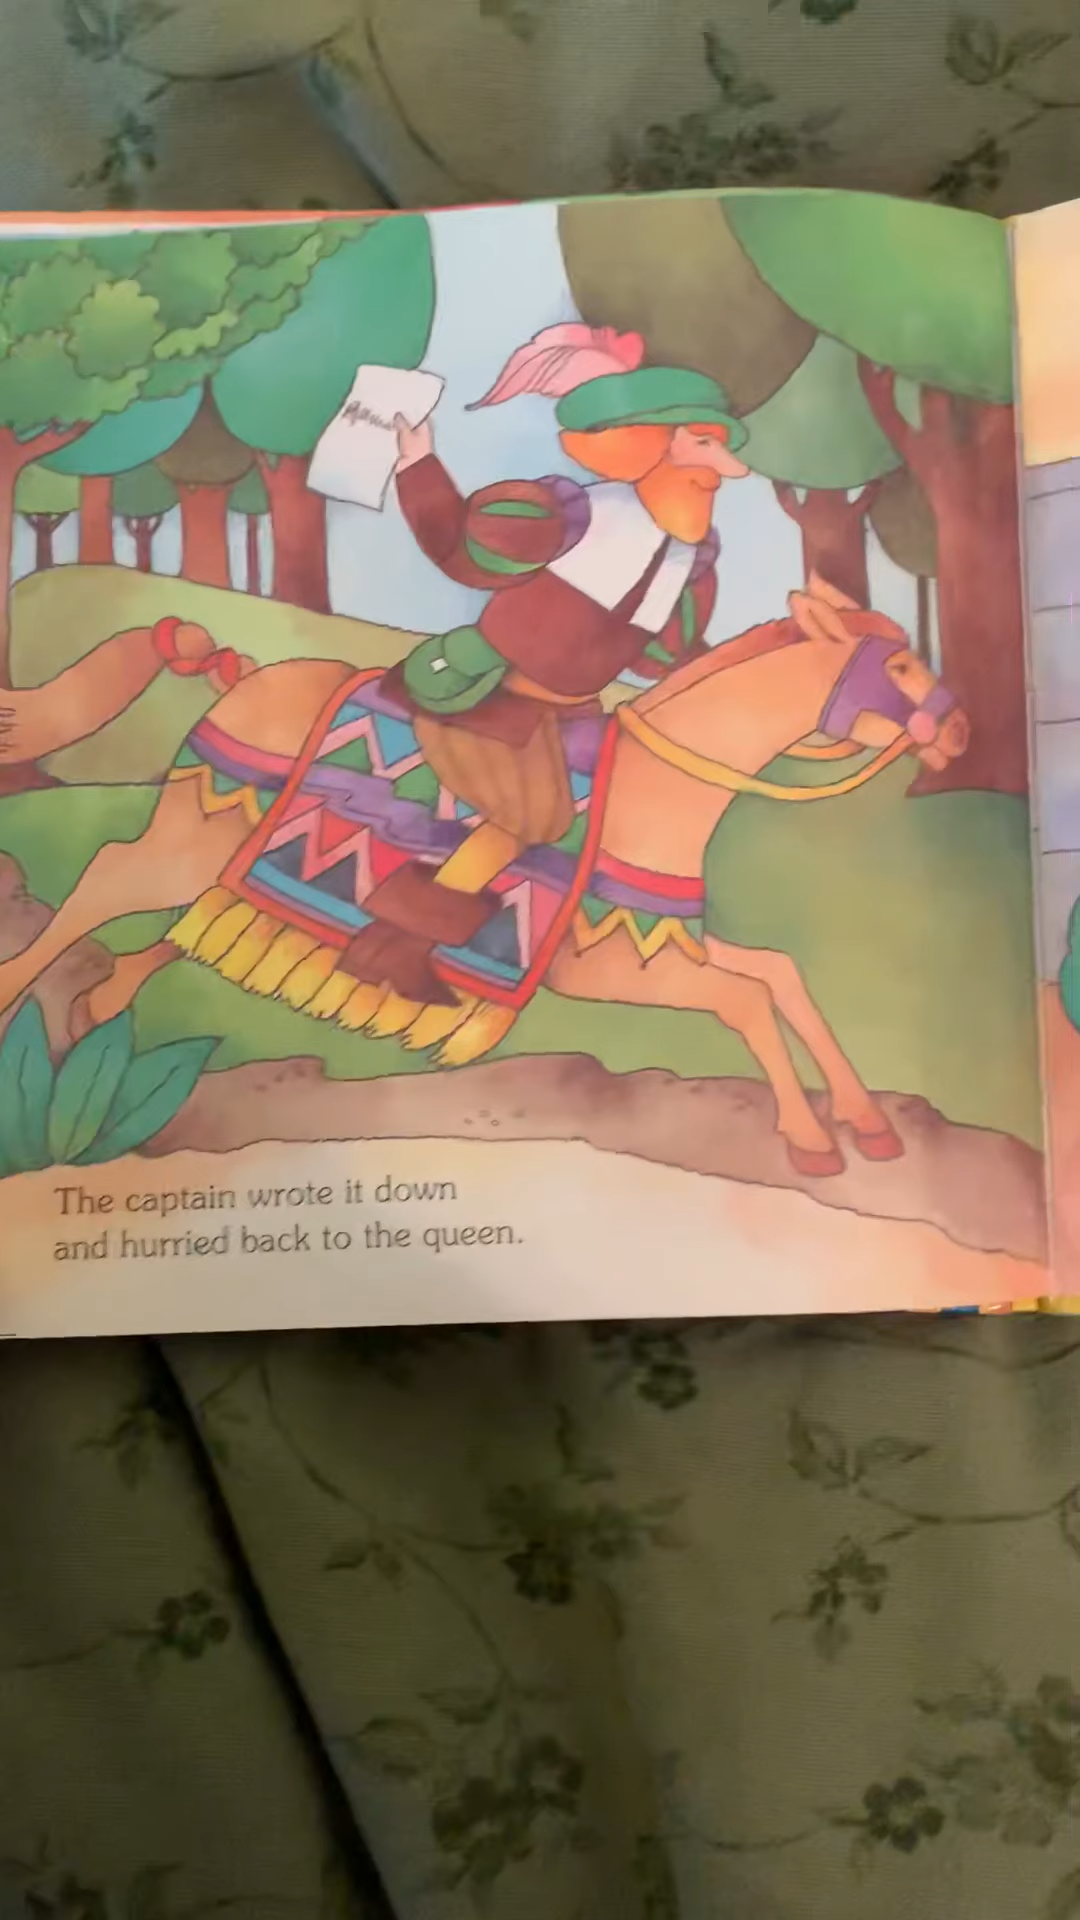 The captain wrote it down
and hurried back to the queen.